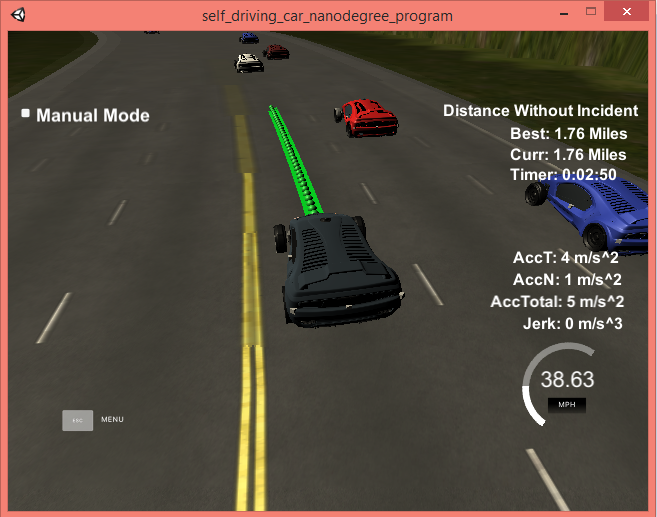 self_driving_car_nanodegree_program
Manual Mode
Distance Without Incident
Best: 1.76 Miles
Curr: 1.76 Miles
Timer: 0:02:50
AccT: 4 m/s^2
AccN: 1 m/s^2
AccTotal: 5 m/s^2
Jerk: 0 m/s^3
38.63
MPH
ESC MENU